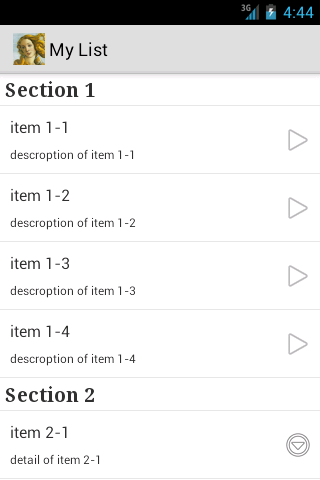 3G 4:44
My List
Section 1
item 1-1
descroption of item 1-1
item 1-2
descroption of item 1-2
item 1-3
descroption of item 1-3
item 1-4
descroption of item 1-4
Section 2
item 2-1
detail of item 2-1